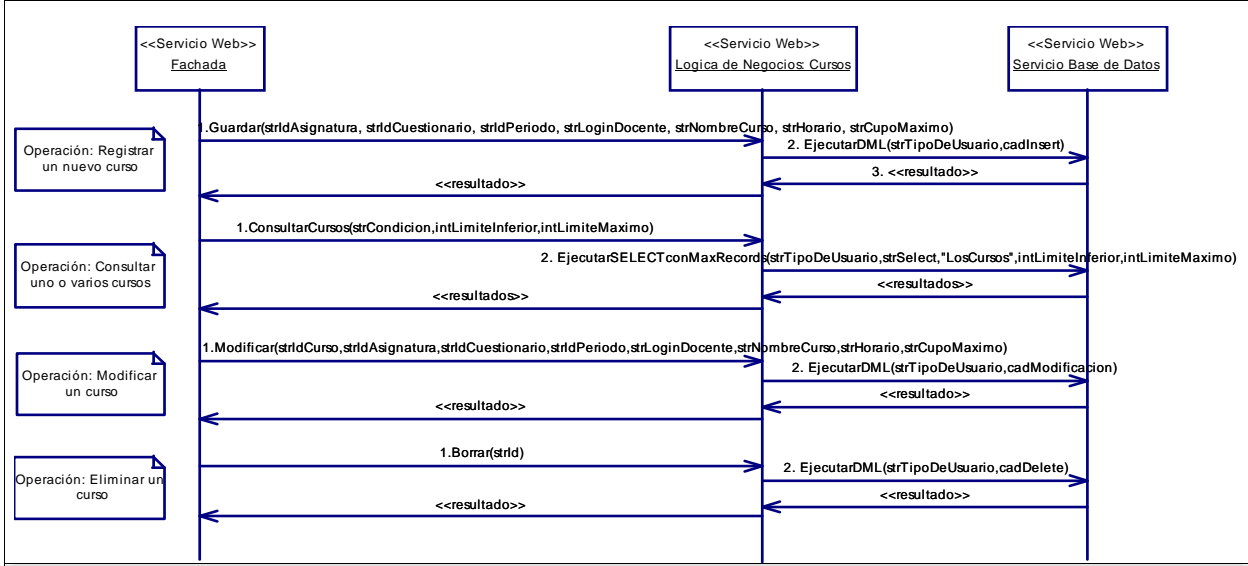 <<Servicio Web>>
Fachada
<<Servicio Web>>
Logica de Negocios: Cursos
<<Servicio Web>>
Servicio Base de Datos
Operación: Registrar
un nuevo curso
1.Guardar(strIdAsignatura, strIdCuestionario, strIdPeriodo, strLoginDocente, strNombreCurso, strHorario, strCupoMaximo)
2. EjecutarDML(strTipoDeUsuario,cadInsert)
3. <<resultado>>
<<resultado>>
Operación: Consultar
uno o varios cursos
1.ConsultarCursos(strCondicion,intLimiteInferior,intLimiteMaximo)
2. EjecutarSELECTconMaxRecords(strTipoDeUsuario,strSelect,"LosCursos",intLimiteInferior,intLimiteMaximo)
<<resultados>>
<<resultados>>
Operación: Modificar
un curso
1.Modificar(strIdCurso,strIdAsignatura,strIdCuestionario,strIdPeriodo,strLoginDocente,strNombreCurso,strHorario,strCupoMaximo)
2. EjecutarDML(strTipoDeUsuario,cadModificacion)
<<resultado>>
<<resultado>>
Operación: Eliminar un
curso
1.Borrar(strId)
2. EjecutarDML(strTipoDeUsuario,cadDelete)
<<resultado>>
<<resultado>>